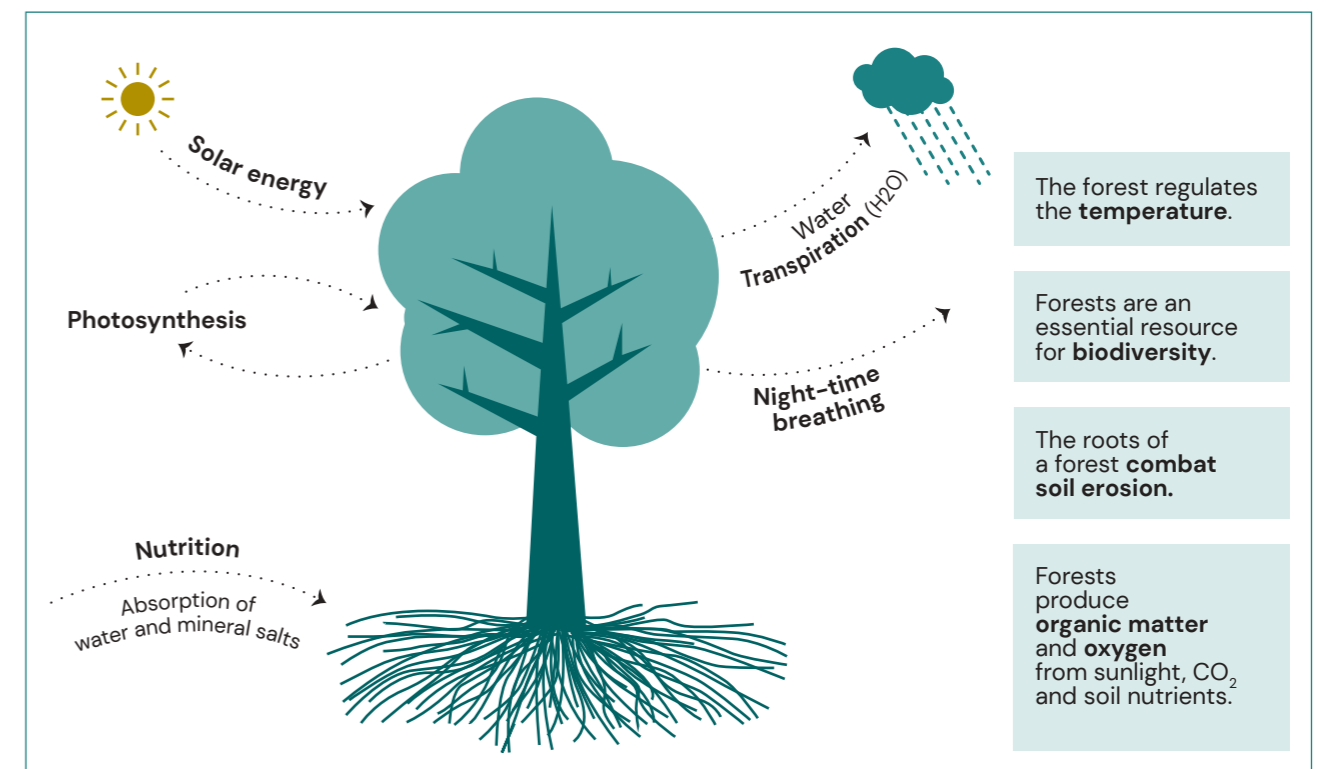 Solar energy
Photosynthesis
Nutrition
Absorption of
water and mineral salts
Water
Transpiration (H2O)
Night-time
breathing
The forest regulates
the temperature.
Forests are an
essential resource
for biodiversity.
The roots of
a forest combat
soil erosion.
Forests
produce
organic matter
and oxygen
from sunlight, CO₂
and soil nutrients.